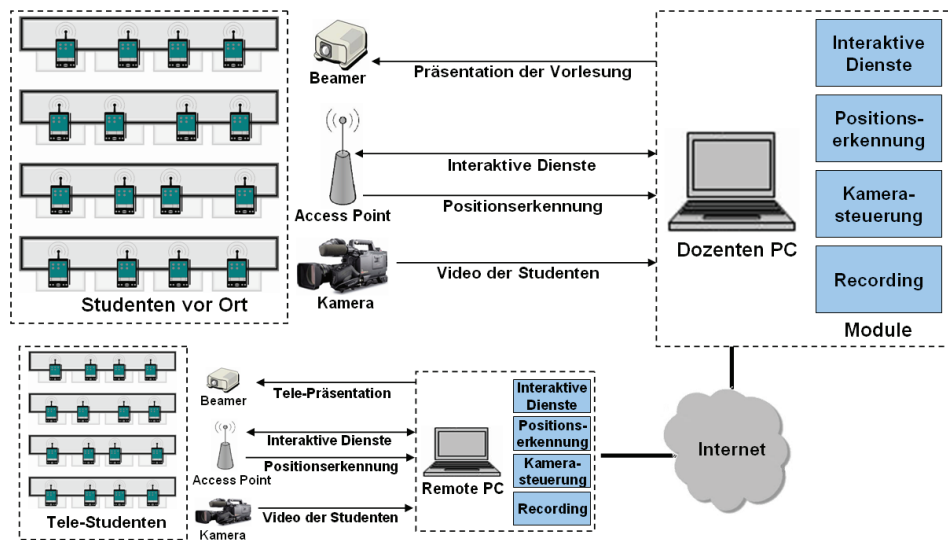 Studenten vor Ort
Beamer
Präsentation der Vorlesung
Access Point
Interaktive Dienste
Positionserkennung
Kamera
Video der Studenten
Dozenten PC
Interaktive
Dienste
Positions-
erkennung
Kamera-
steuerung
Recording
Module
Tele-Studenten
Beamer
Tele-Präsentation
Access Point
Interaktive Dienste
Positionserkennung
Kamera
Video der Studenten
Remote PC
Interaktive
Dienste
Positions-
erkennung
Kamera-
steuerung
Recording
Internet